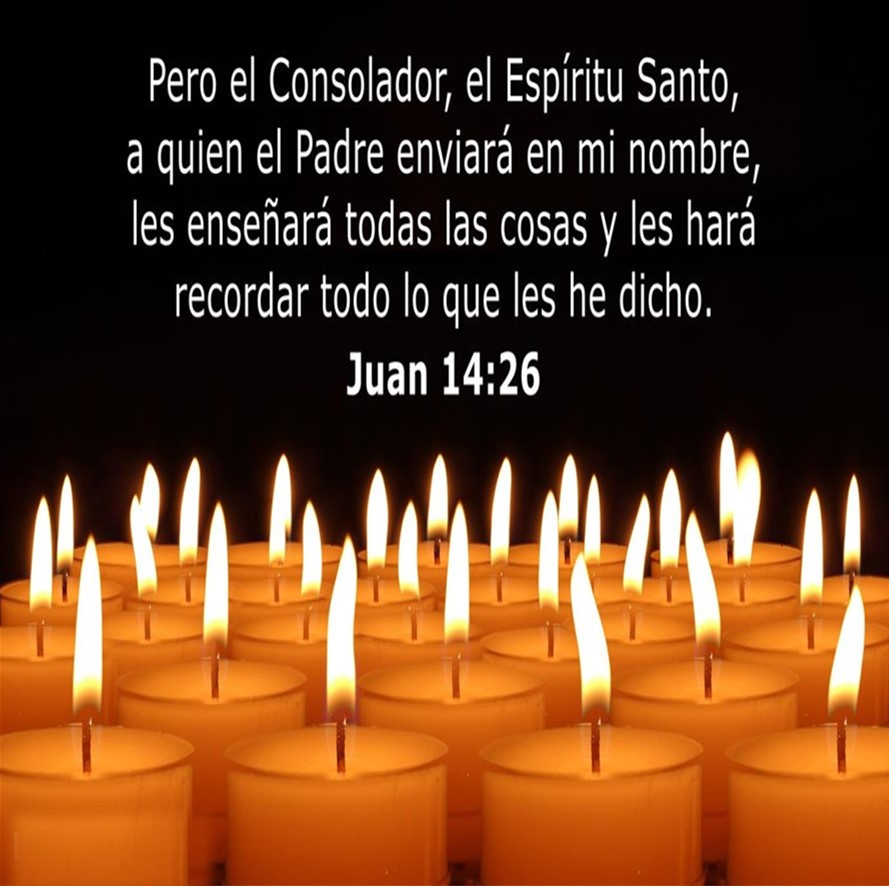 Pero el Consolador, el Espíritu Santo,
a quien el Padre enviará en mi nombre,
les enseñará todas las cosas y les hará
recordar todo lo que les he dicho.
Juan 14:26